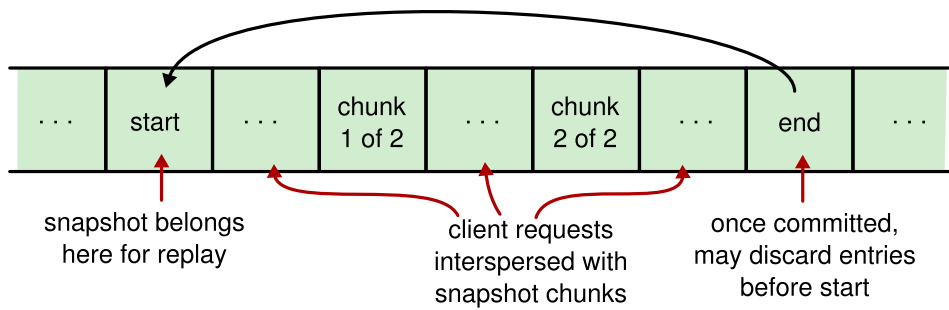 . . .
start
. . .
chunk
1 of 2
. . .
chunk
2 of 2
. . .
end
. . .
snapshot belongs
here for replay
client requests
interspersed with
snapshot chunks
once committed,
may discard entries
before start